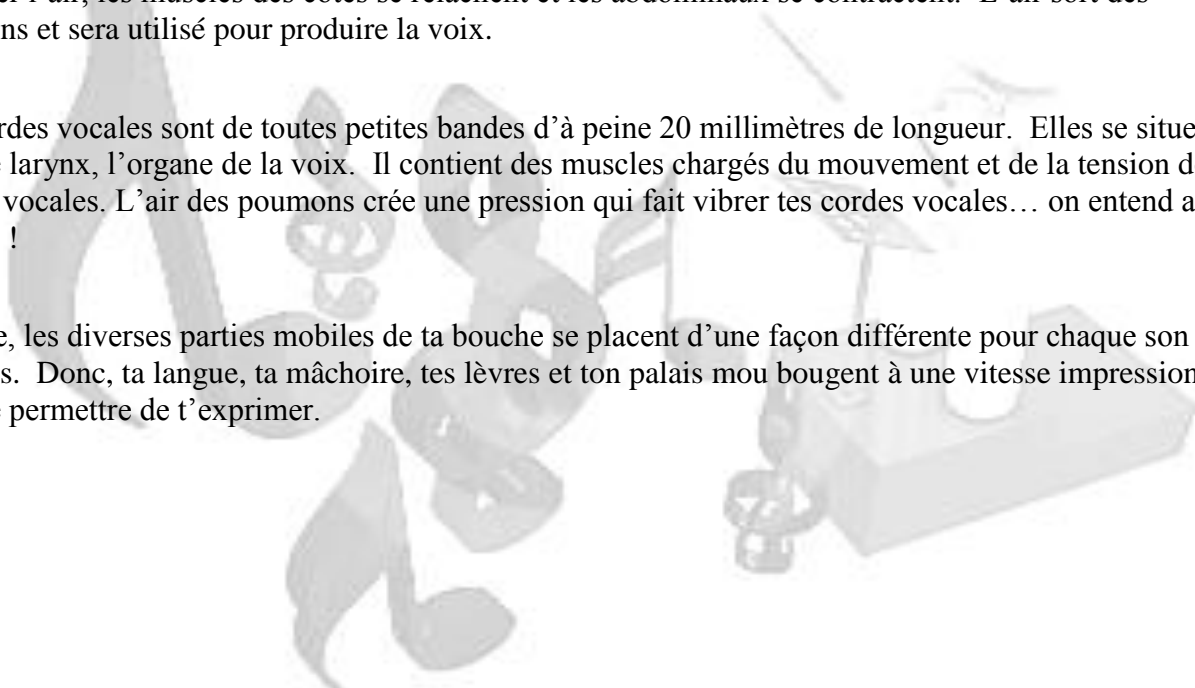 l'air, les muscles des côtes se relâchent et les abdominaux se contractent. L'air sort des
ns et sera utilisé pour produire la voix.
rdes vocales sont de toutes petites bandes d'à peine 20 millimètres de longueur. Elles se situe
larynx, l'organe de la voix. Il contient des muscles chargés du mouvement et de la tension d
vocales. L'air des poumons crée une pression qui fait vibrer tes cordes vocales… on entend a
!
e, les diverses parties mobiles de ta bouche se placent d'une façon différente pour chaque son
s. Donc, ta langue, ta mâchoire, tes lèvres et ton palais mou bougent à une vitesse impression
permettre de t'exprimer.